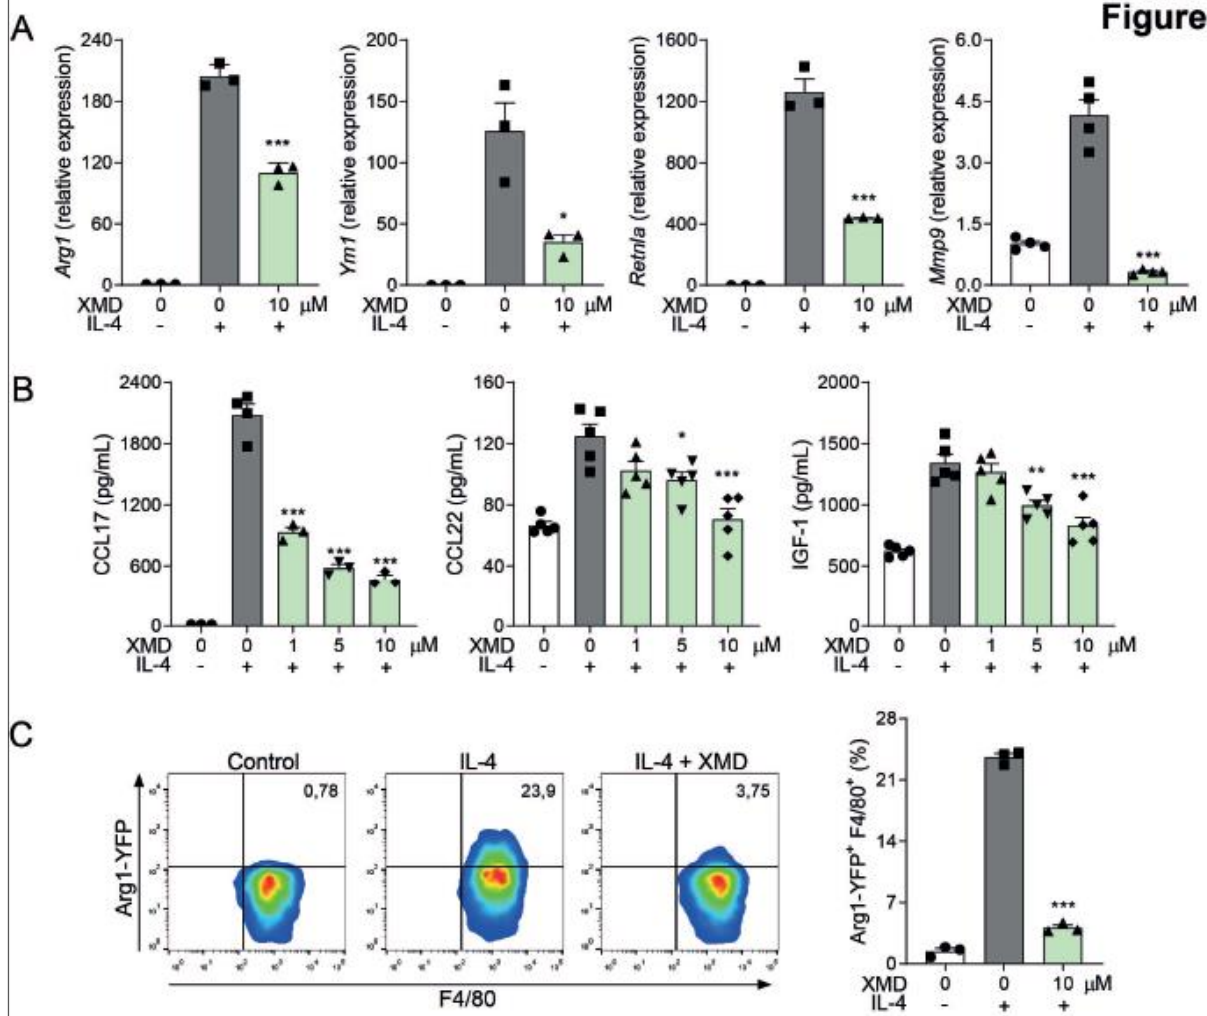 Figure
A
Arg1 (relative expression)
240
180
120
60
0
***
XMD 0 0 10 μM
IL-4 - + +
Ym1 (relative expression)
200
150
100
50
0
*
0 0 10 μM
- + +
Retnla (relative expression)
1600
1200
800
400
0
***
XMD 0 0 10 μM
IL-4 - + +
Mmp9 (relative expression)
6.0
4.5
3.0
1.5
0.0
***
XMD 0 0 10 μM
IL-4 - + +
B
CCL17 (pg/mL)
2400
1800
1200
600
0
*** *** ***
XMD 0 0 1 5 10 μM
IL-4 - + + + +
CCL22 (pg/mL)
160
120
80
40
0
* ***
XMD 0 0 1 5 10 μM
IL-4 - + + + +
IGF-1 (pg/mL)
2000
1500
1000
500
0
** ***
XMD 0 0 1 5 10 μM
IL-4 - + + + +
C
Control
0,78
IL-4
23,9
IL-4 + XMD
3,75
Arg1-YFP
F4/80
Arg1-YFP+ F4/80+ (%)
28
21
14
7
0
***
XMD 0 0 10 μM
IL-4 - + +